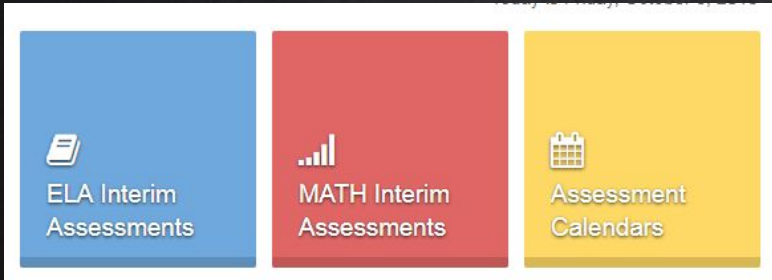 ELA Interim
Assessments
MATH Interim
Assessments
Assessment
Calendars